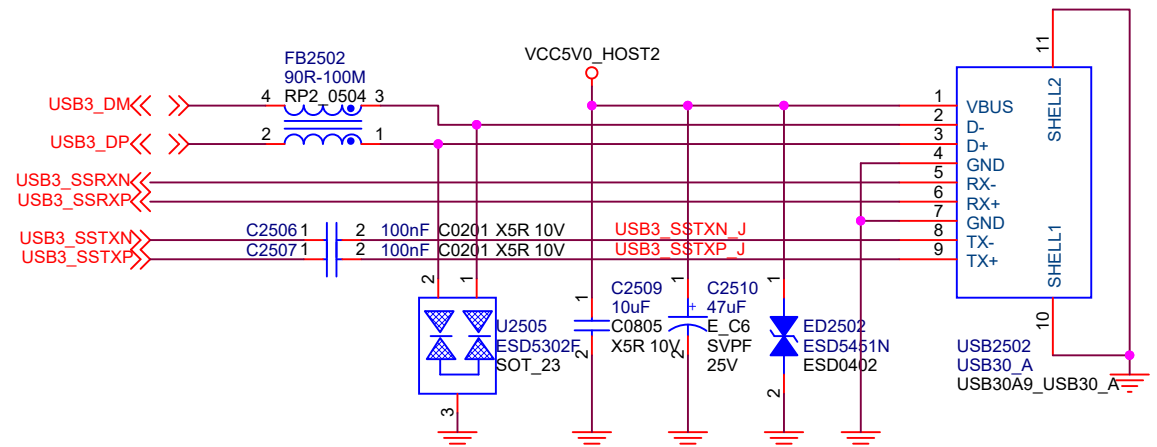 11
FB2502
90R-100M
RP2_0504
VCC5V0_HOST2
USB3_DM
4
3
1
VBUS
SHELL2
2
D-
USB3_DP
2
1
3
D+
4
GND
USB3_SSRXN
5
RX-
USB3_SSRXP
6
RX+
7
GND
USB3_SSTXN
C2506
1
2
100nF C0201 X5R 10V
USB3_SSTXN_J
8
TX-
USB3_SSTXP
C2507
1
2
100nF C0201 X5R 10V
USB3_SSTXP_J
9
TX+
SHELL1
2
1
U2505
ESD5302F
SOT_23
3
1
C2509
10uF
C0805
X5R 10V
2
1
+
C2510
47uF
E_C6
SVPF
25V
2
1
ED2502
ESD5451N
ESD0402
2
10
USB2502
USB30_A
USB30A9_USB30_A